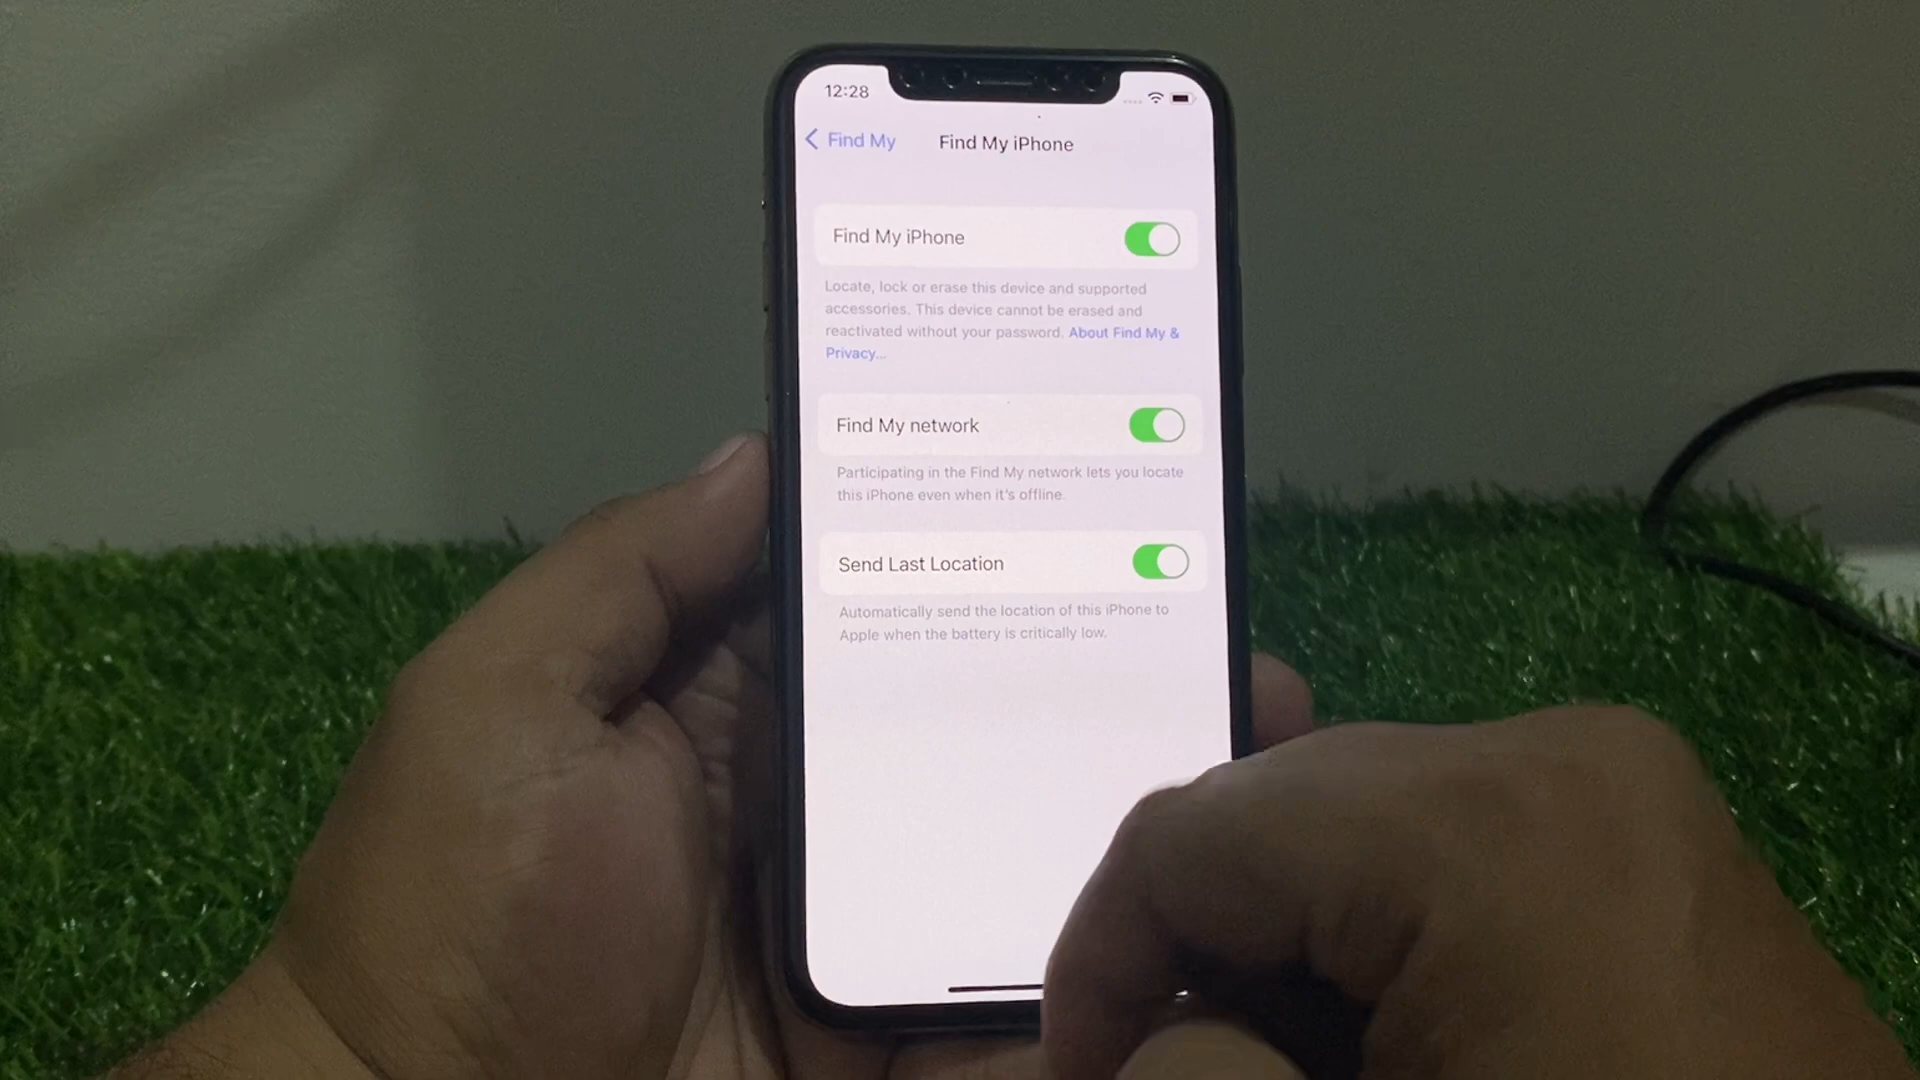 12:28
Find My
Find My iPhone
Find My iPhone
Locate, lock or erase this device and supported
accessories. This device cannot be erased and
reactivated without your password. About Find My &
Privacy...
Find My network
Participating in the Find My network lets you locate
this iPhone even when it's offline.
Send Last Location
Automatically send the location of this iPhone to
Apple when the battery is critically low.